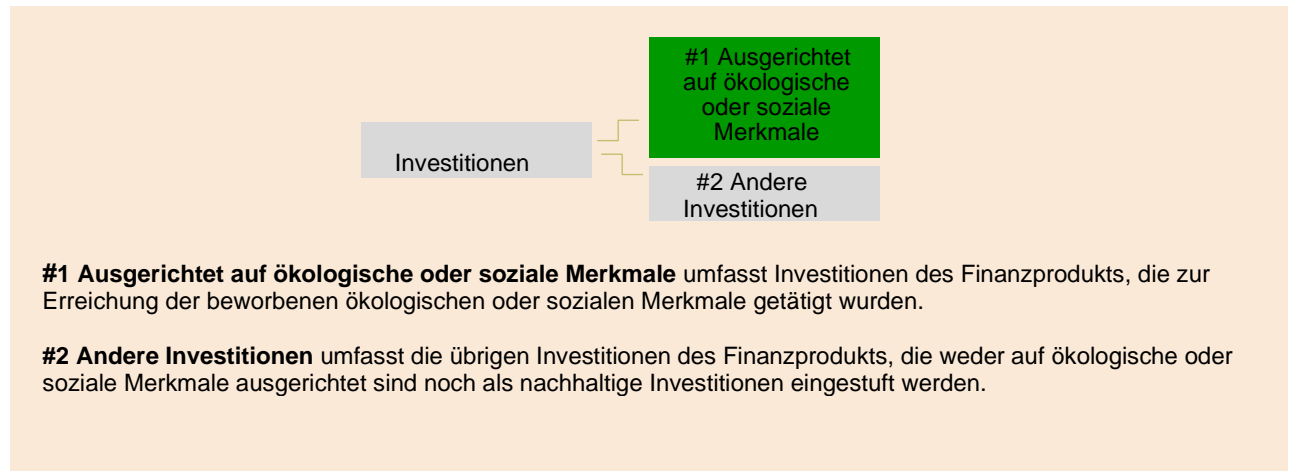 #1 Ausgerichtet
auf ökologische
oder soziale
Merkmale
Investitionen
#2 Andere
Investitionen
#1 Ausgerichtet auf ökologische oder soziale Merkmale umfasst Investitionen des Finanzprodukts, die zur
Erreichung der beworbenen ökologischen oder sozialen Merkmale getätigt wurden.
#2 Andere Investitionen umfasst die übrigen Investitionen des Finanzprodukts, die weder auf ökologische oder
soziale Merkmale ausgerichtet sind noch als nachhaltige Investitionen eingestuft werden.